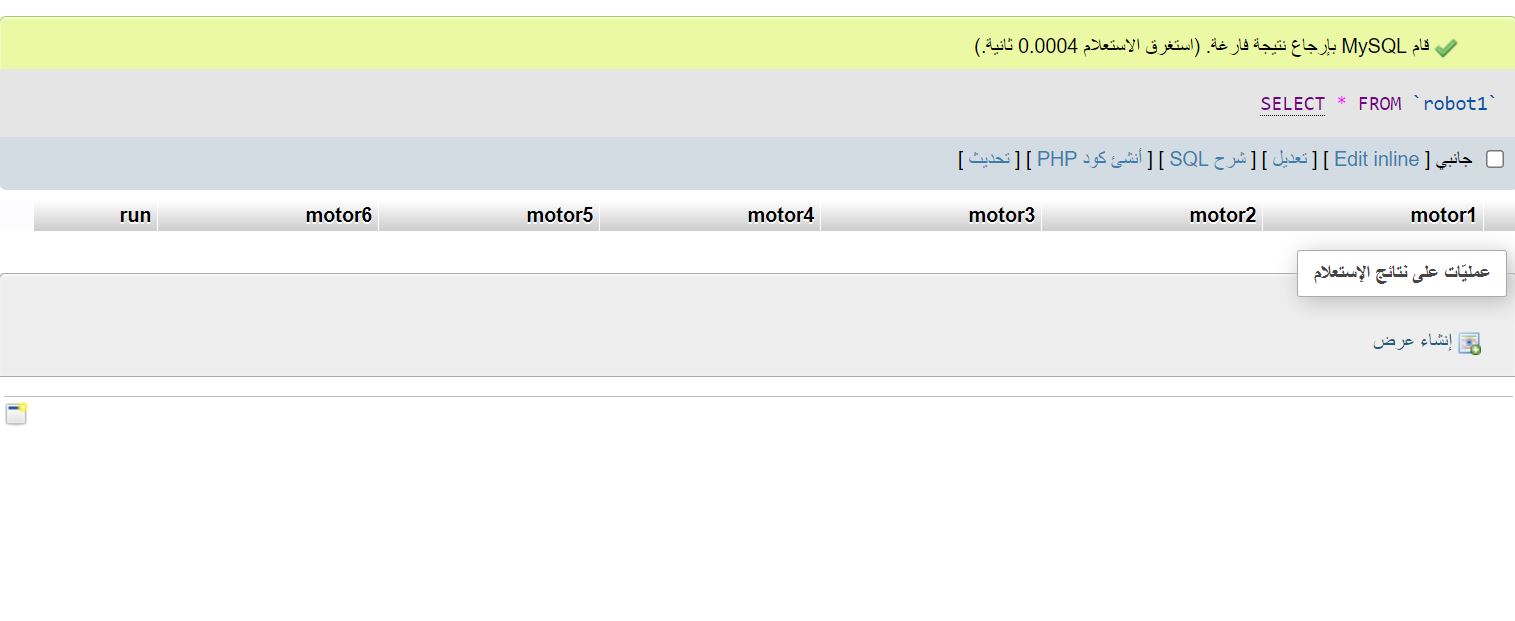 قام MySQL بإرجاع نتيجة فارغة. (استغرق الاستعلام 0.0004 ثانية.)
SELECT * FROM `robot1`
جانبي [ Edit inline ] [ تعديل ] [ شرح SQL ] [ أنشئ كود PHP ] [ تحديث ]
motor1 motor2 motor3 motor4 motor5 motor6 run
عمليّات على نتائج الإستعلام
إنشاء عرض